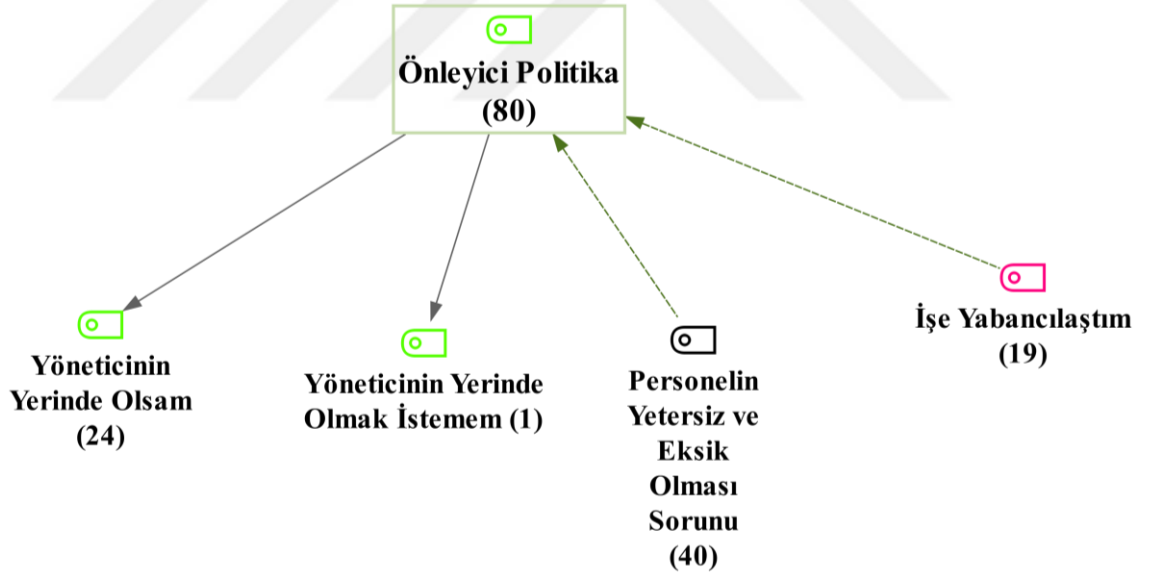 Önleyici Politika
(80)
Yöneticinin
Yerinde Olsam
(24)
Yöneticinin Yerinde
Olmak İstemem (1)
Personelin
Yetersiz ve
Eksik
Olması
Sorunu
(40)
İşe Yabancılaştım
(19)